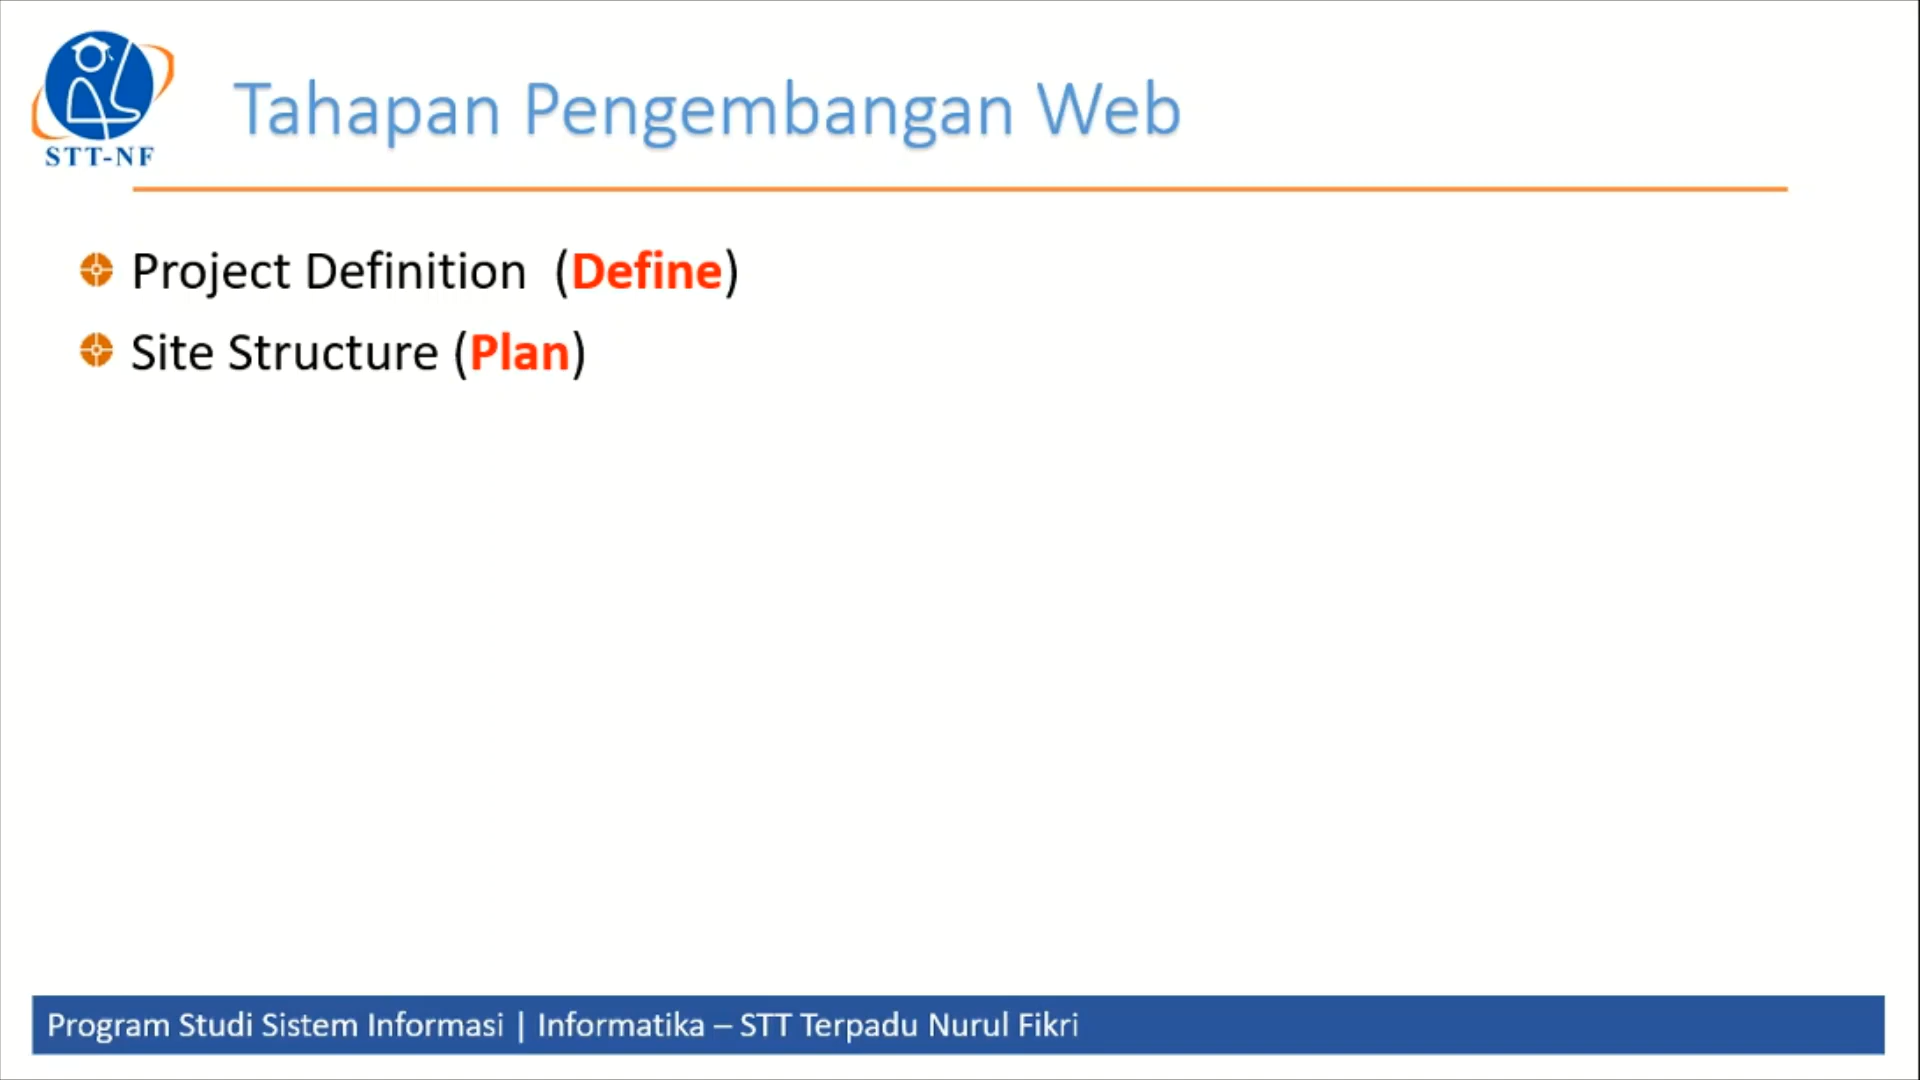 STT-NF
Tahapan Pengembangan Web
Project Definition (Define)
Site Structure (Plan)
Program Studi Sistem Informasi | Informatika – STT Terpadu Nurul Fikri